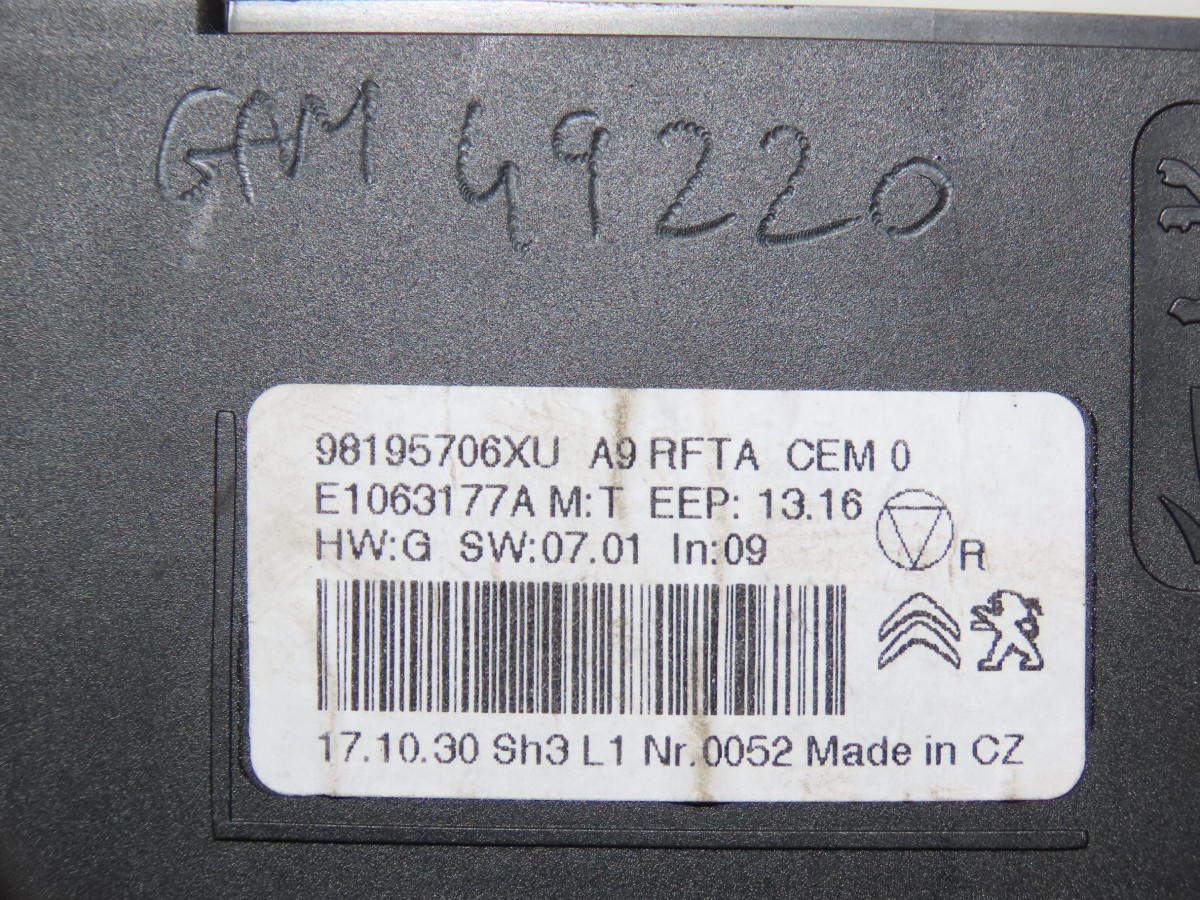 GAM 49220
98195706XU A9 RFTA CEM 0
E1063177A M:T EEP: 13.16
HW:G SW:07.01 In:09
R
17.10.30 Sh3 L1 Nr.0052 Made in CZ